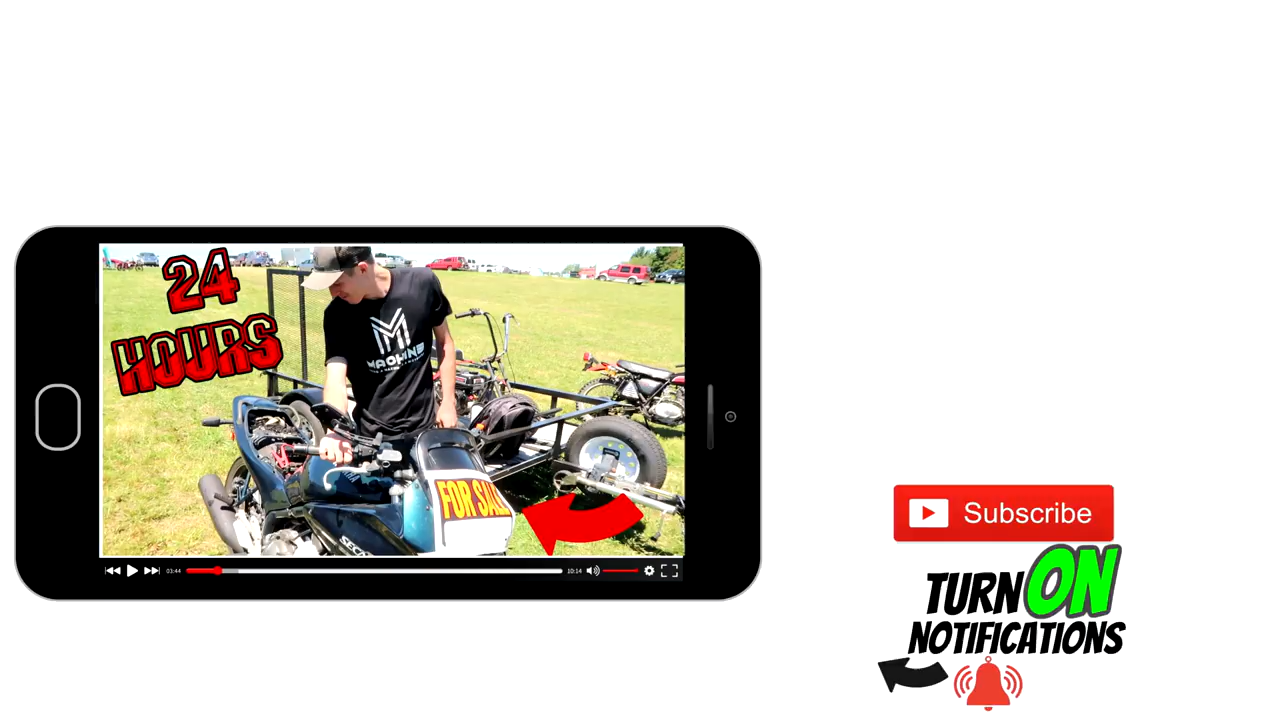 24
HOURS
MACHINE
FOR SALE
03:44
10:14
Subscribe
TURN ON
NOTIFICATIONS